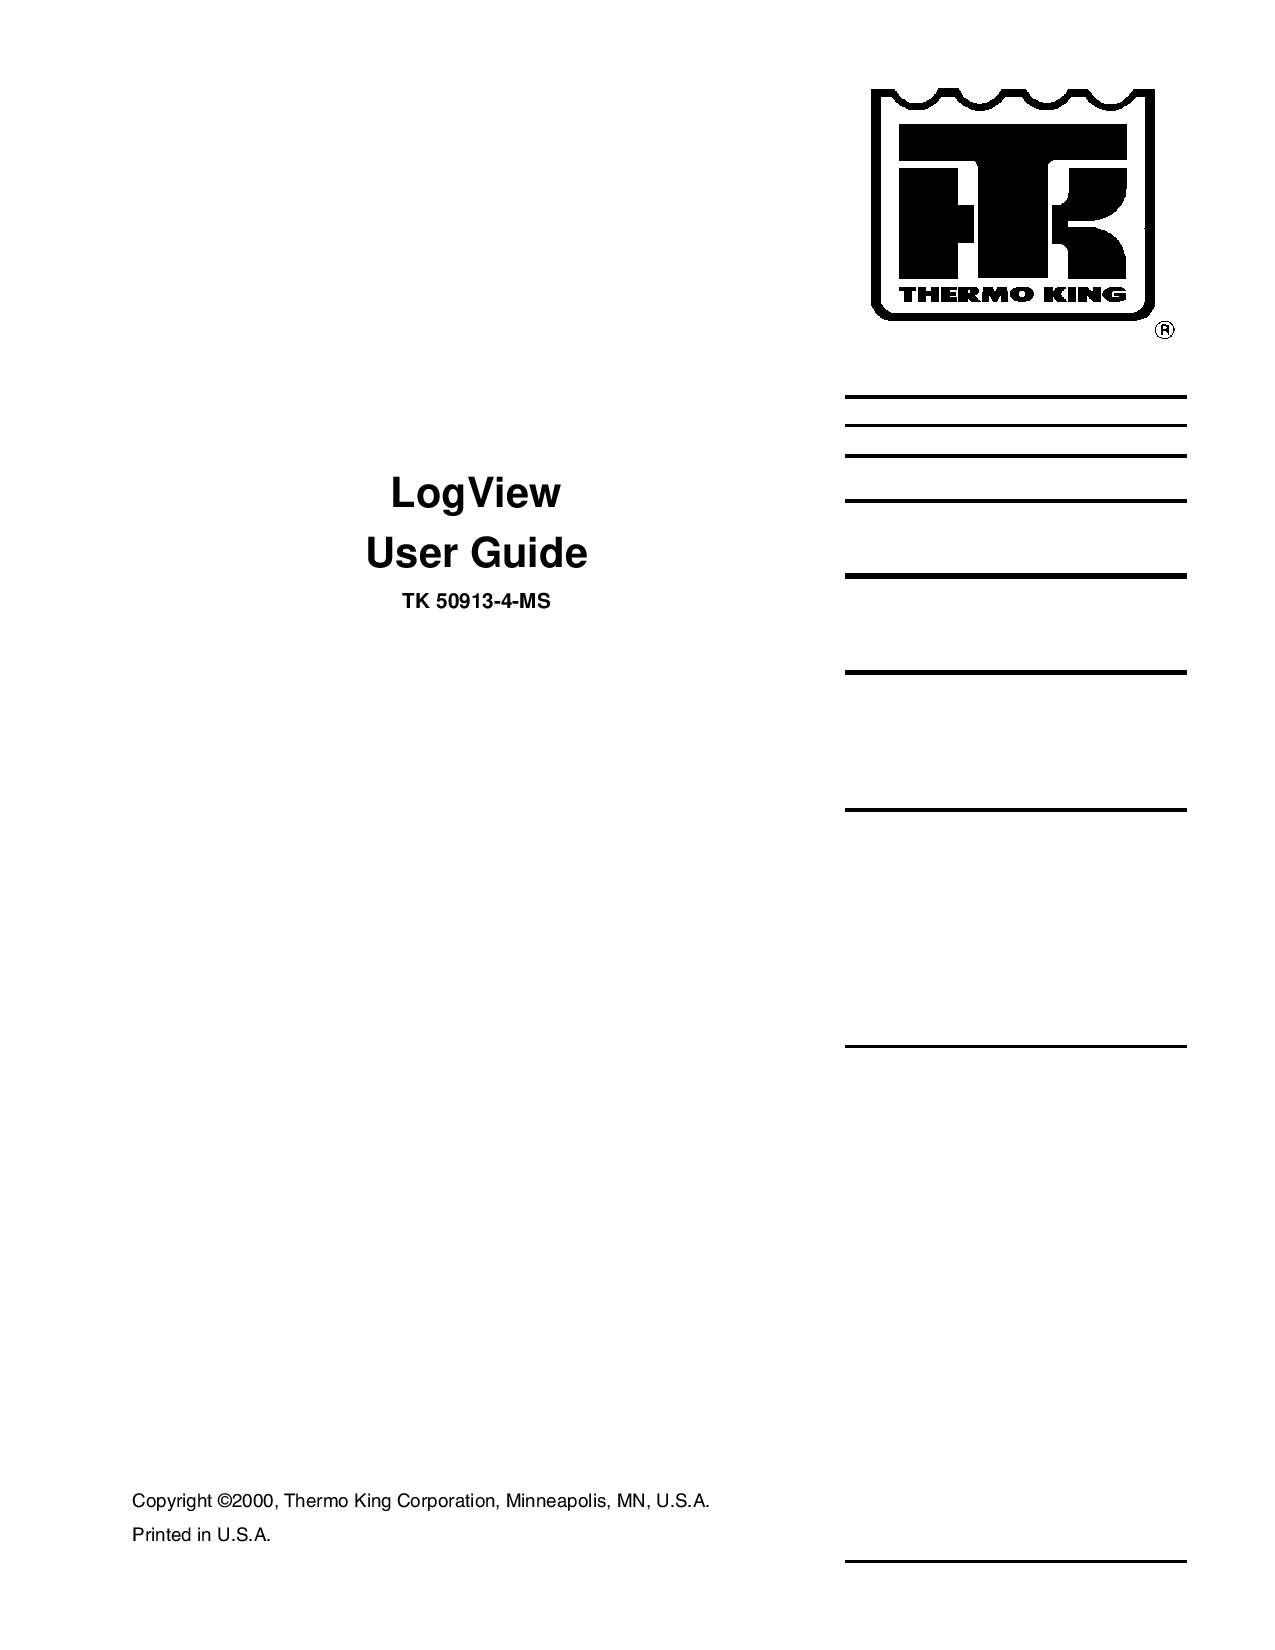 THERMO KING
®
LogView
User Guide
TK 50913-4-MS
Copyright ©2000, Thermo King Corporation, Minneapolis, MN, U.S.A.
Printed in U.S.A.